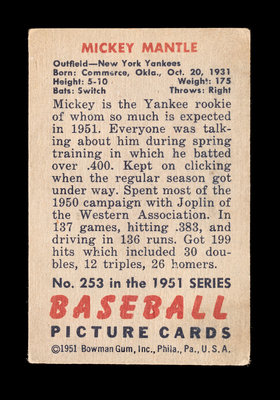 MICKEY MANTLE
Outfield—New York Yankees
Born: Commerce, Okla., Oct. 20, 1931
Height: 5-10 Weight: 175
Bats: Switch Throws: Right
Mickey is the Yankee rookie
of whom so much is expected
in 1951. Everyone was talk-
ing about him during spring
training in which he batted
over .400. Kept on clicking
when the regular season got
under way. Spent most of the
1950 campaign with Joplin of
the Western Association. In
137 games, hitting .383, and
driving in 136 runs. Got 199
hits which included 30 dou-
bles, 12 triples, 26 homers.
No. 253 in the 1951 SERIES
BASEBALL
PICTURE CARDS
©1951 Bowman Gum, Inc., Phila., Pa., U. S. A.